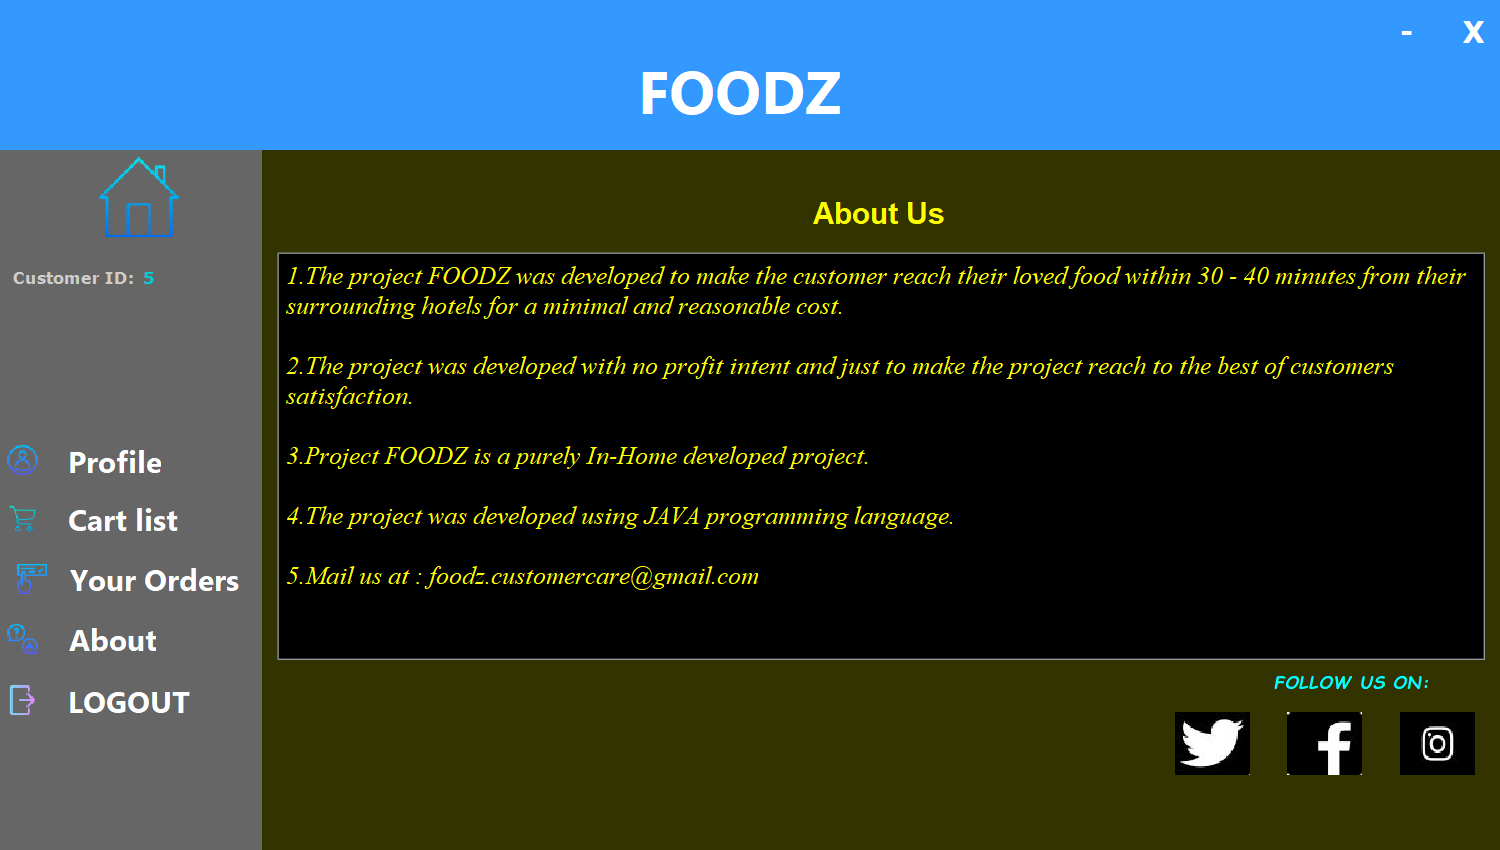 - X
FOODZ
Customer ID: 5
Profile
Cart list
Your Orders
About
LOGOUT
About Us
1.The project FOODZ was developed to make the customer reach their loved food within 30 - 40 minutes from their
surrounding hotels for a minimal and reasonable cost.
2.The project was developed with no profit intent and just to make the project reach to the best of customers
satisfaction.
3.Project FOODZ is a purely In-Home developed project.
4.The project was developed using JAVA programming language.
5.Mail us at : foodz.customercare@gmail.com
FOLLOW US ON: